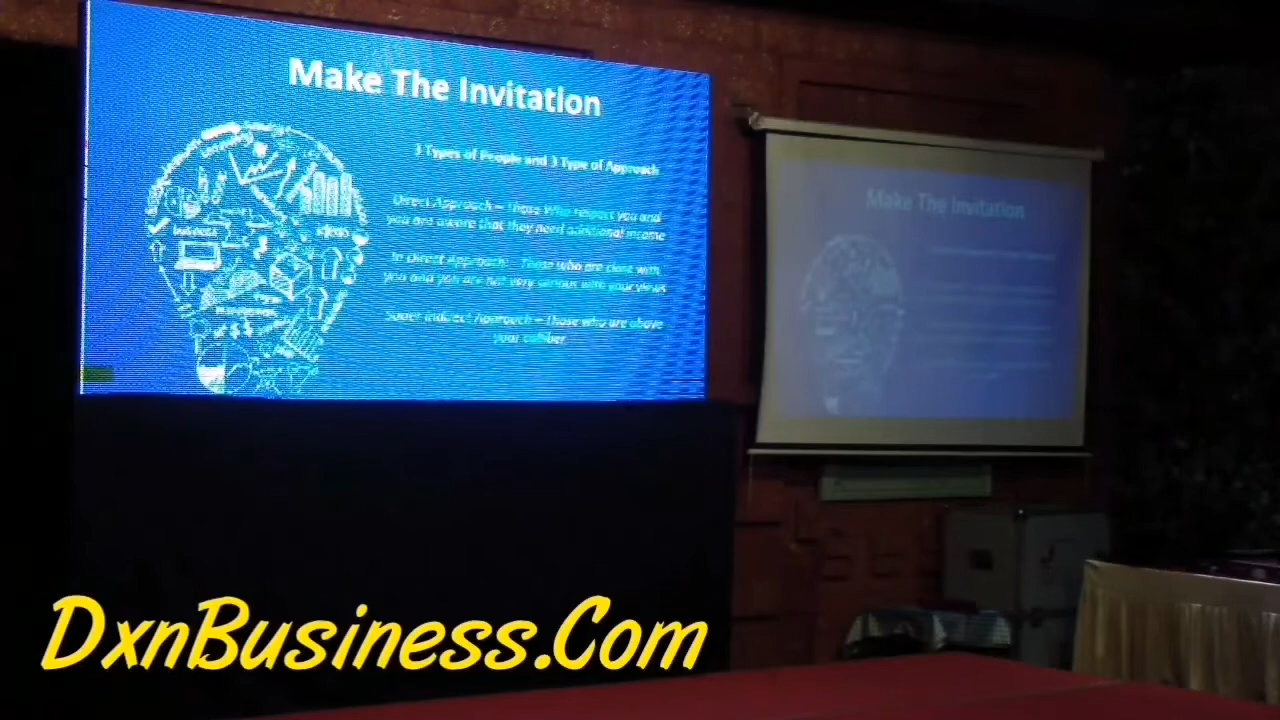 Make The Invitation
3 Types of People and 3 Type of Approach
Direct Approach – Those Who respect you and
you are aware that they need additional income
In Direct Approach – Those who are close with
you and you are not very serious with your views
Super Indirect Approach – Those who are above
your caliber
Make The Invitation
DxnBusiness.Com